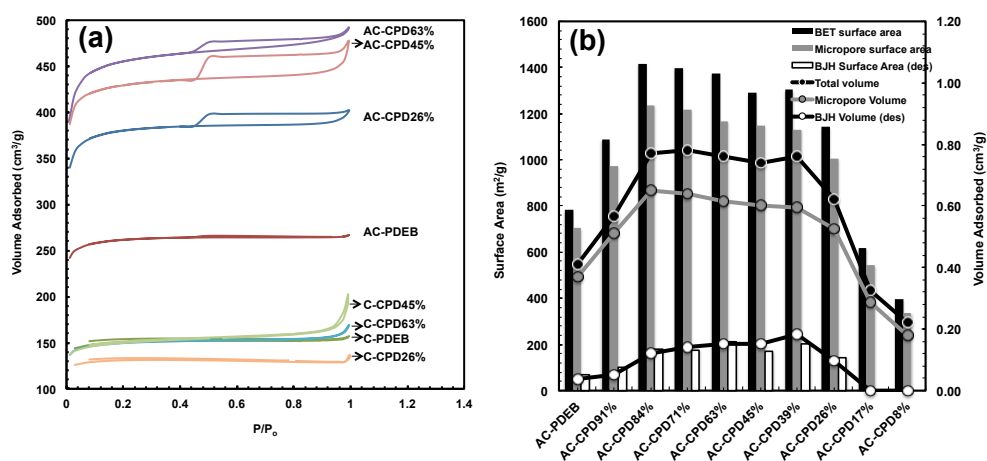 (a)
500
450
400
350
300
250
200
150
100
Volume Adsorbed (cm³/g)
0
0.2
0.4
0.6
0.8
1
1.2
1.4
P/Pₒ
AC-CPD63%
AC-CPD45%
AC-CPD26%
AC-PDEB
C-CPD45%
C-CPD63%
C-PDEB
C-CPD26%
(b)
1600
1400
1200
1000
800
600
400
200
0
Surface Area (m²/g)
BET surface area
Micropore surface area
BJH Surface Area (des)
Total volume
Micropore Volume
BJH Volume (des)
1.20
1.00
0.80
0.60
0.40
0.20
0.00
Volume Adsorbed (cm³/g)
AC-PDEB
AC-CPD91%
AC-CPD84%
AC-CPD71%
AC-CPD63%
AC-CPD45%
AC-CPD39%
AC-CPD26%
AC-CPD17%
AC-CPD8%